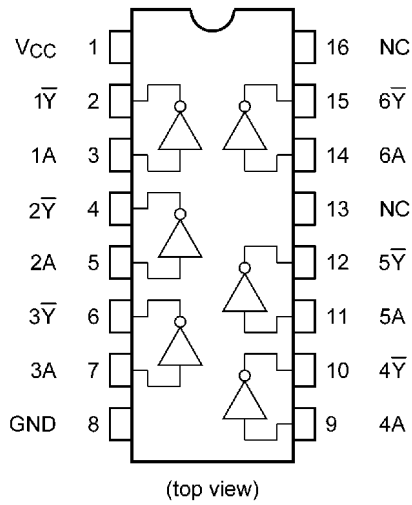 VCC 1 16 NC
1Y̅ 2 15 6Y̅
1A 3 14 6A
2Y̅ 4 13 NC
2A 5 12 5Y̅
3Y̅ 6 11 5A
3A 7 10 4Y̅
GND 8 9 4A
(top view)